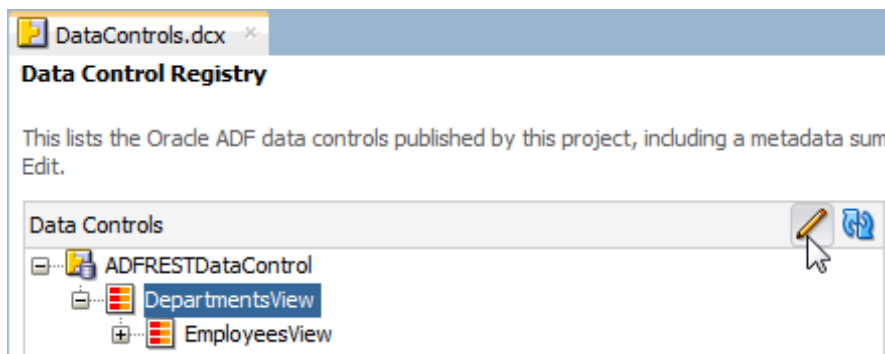 DataControls.dcx
Data Control Registry
This lists the Oracle ADF data controls published by this project, including a metadata sum
Edit.
Data Controls
ADFRESTDataControl
DepartmentsView
EmployeesView